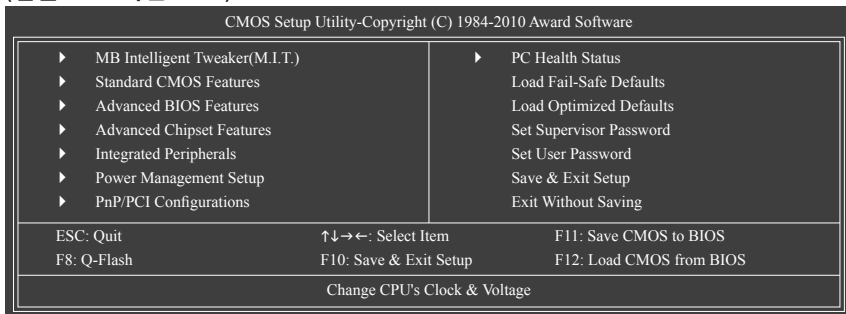 CMOS Setup Utility-Copyright (C) 1984-2010 Award Software
MB Intelligent Tweaker(M.I.T.)
Standard CMOS Features
Advanced BIOS Features
Advanced Chipset Features
Integrated Peripherals
Power Management Setup
PnP/PCI Configurations
PC Health Status
Load Fail-Safe Defaults
Load Optimized Defaults
Set Supervisor Password
Set User Password
Save & Exit Setup
Exit Without Saving
ESC: Quit ↑↓→←: Select Item F11: Save CMOS to BIOS
F8: Q-Flash F10: Save & Exit Setup F12: Load CMOS from BIOS
Change CPU's Clock & Voltage